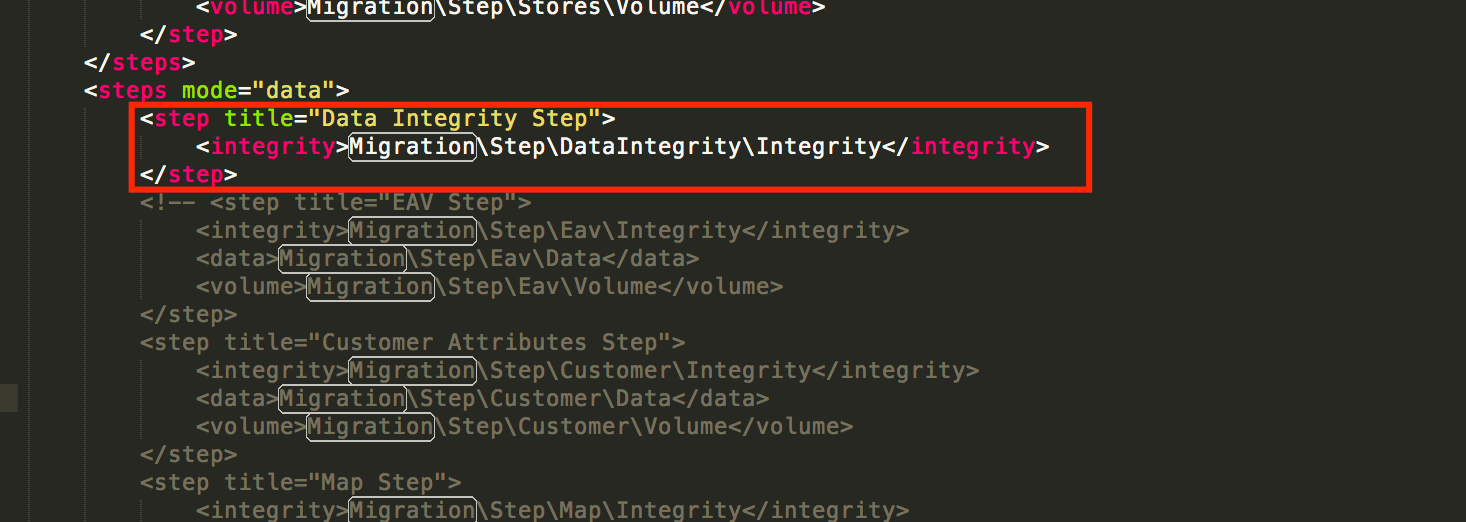 <volume>Migration\Step\Stores\Volume</volume>
</step>
</steps>
<steps mode="data">
<step title="Data Integrity Step">
<integrity>Migration\Step\DataIntegrity\Integrity</integrity>
</step>
<!-- <step title="EAV Step">
<integrity>Migration\Step\Eav\Integrity</integrity>
<data>Migration\Step\Eav\Data</data>
<volume>Migration\Step\Eav\Volume</volume>
</step>
<step title="Customer Attributes Step">
<integrity>Migration\Step\Customer\Integrity</integrity>
<data>Migration\Step\Customer\Data</data>
<volume>Migration\Step\Customer\Volume</volume>
</step>
<step title="Map Step">
<integrity>Migration\Step\Map\Integrity</integrity>